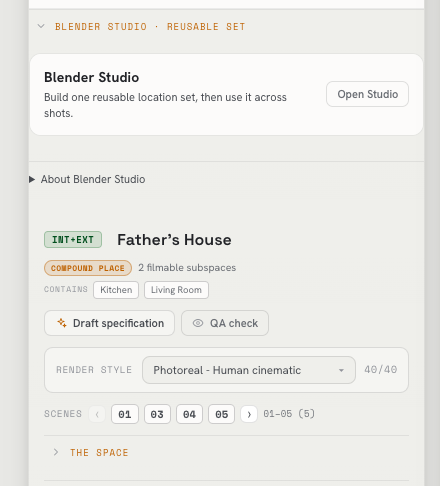 BLENDER STUDIO · REUSABLE SET
Blender Studio
Build one reusable location set, then use it across
shots.
Open Studio
About Blender Studio
INT+EXT Father's House
COMPOUND PLACE 2 filmable subspaces
CONTAINS Kitchen Living Room
Draft specification QA check
RENDER STYLE Photoreal - Human cinematic 40/40
SCENES ‹ 01 03 04 05 › 01–05 (5)
THE SPACE